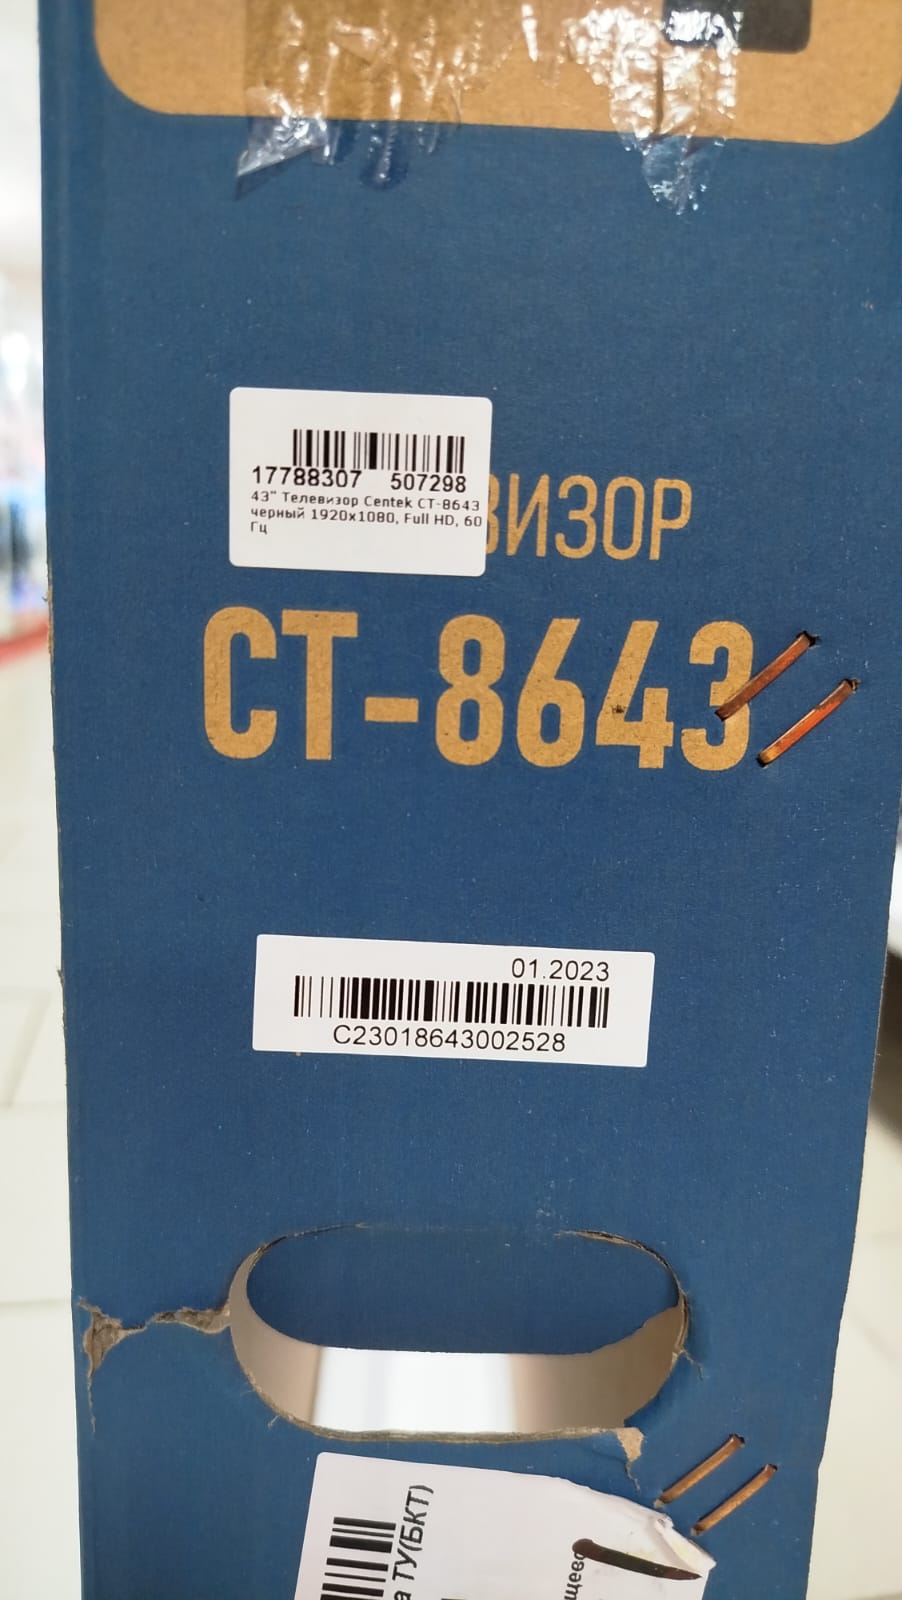 17788307 507298
43" Телевизор Centek CT-8643
черный 1920x1080, Full HD, 60
Гц
ВИЗОР
CT-8643
01.2023
C23018643002528
а ТУ(БКТ)
щево